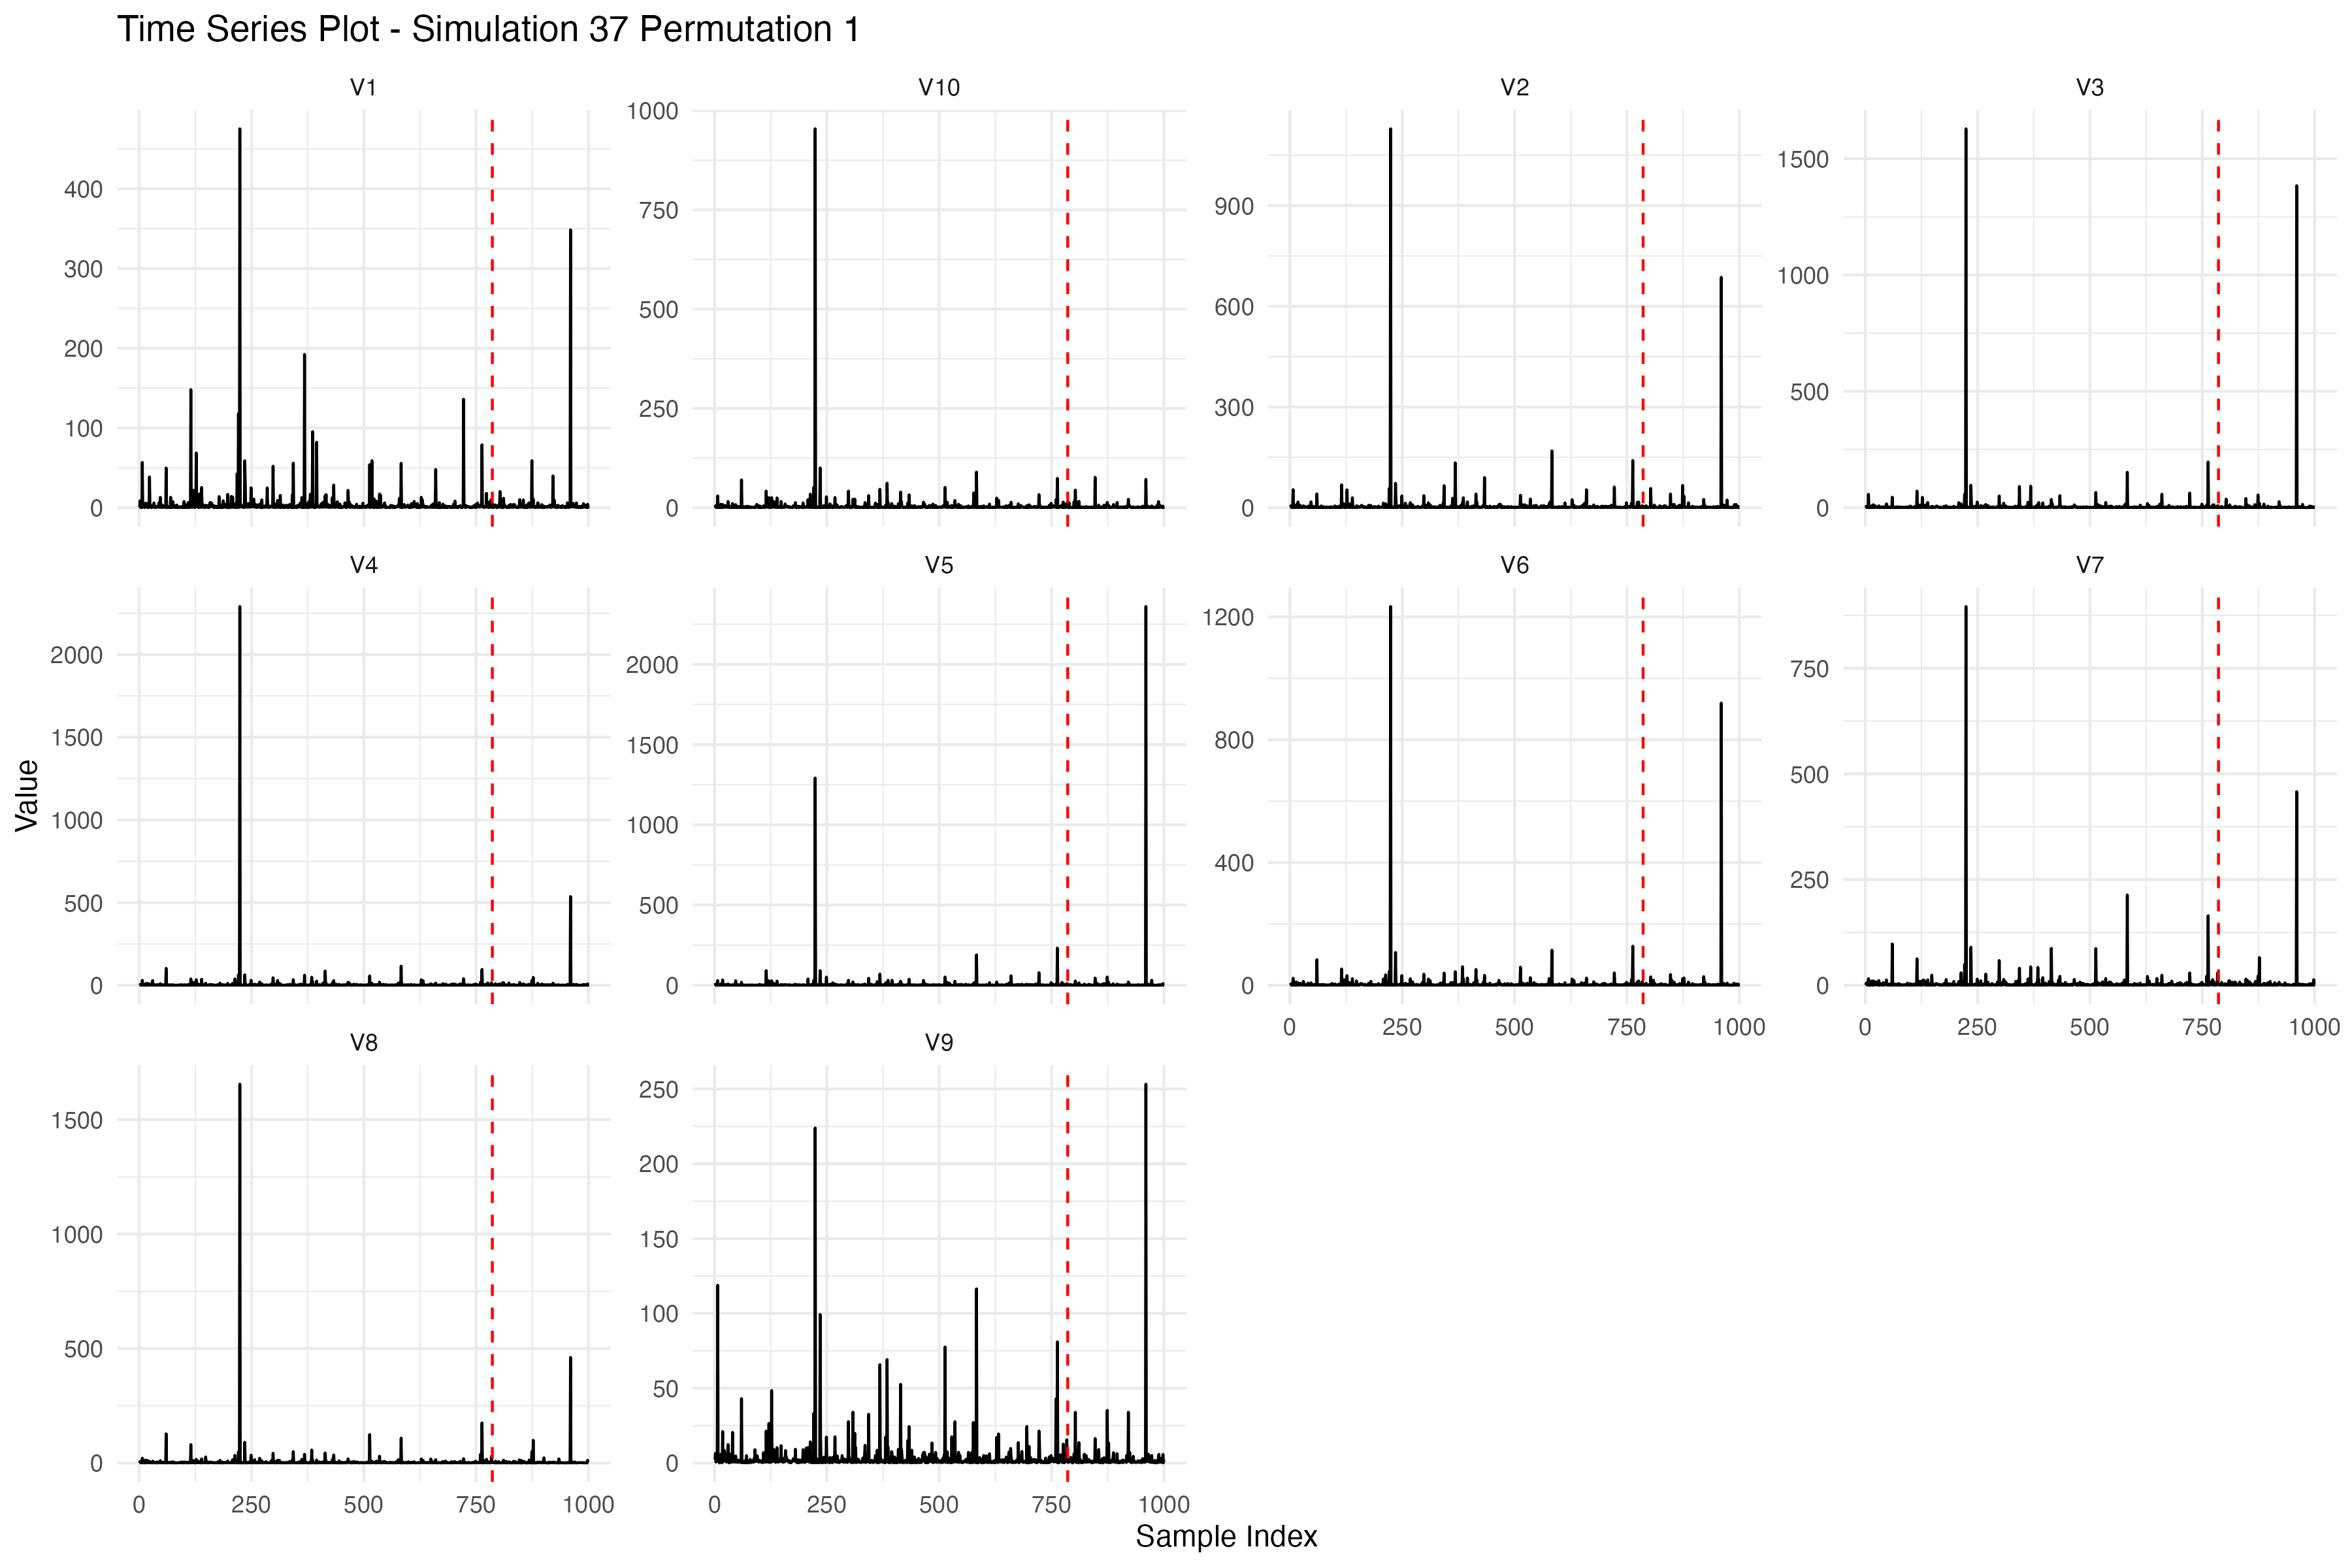 Time Series Plot - Simulation 37 Permutation 1
V1
V10
V2
V3
400
300
200
100
0
1000
750
500
250
0
900
600
300
0
1500
1000
500
0
V4
V5
V6
V7
2000
1500
1000
500
0
2000
1500
1000
500
0
1200
800
400
0
750
500
250
0
0 250 500 750 1000
0 250 500 750 1000
V8
V9
1500
1000
500
0
250
200
150
100
50
0
0 250 500 750 1000
0 250 500 750 1000
Value
Sample Index